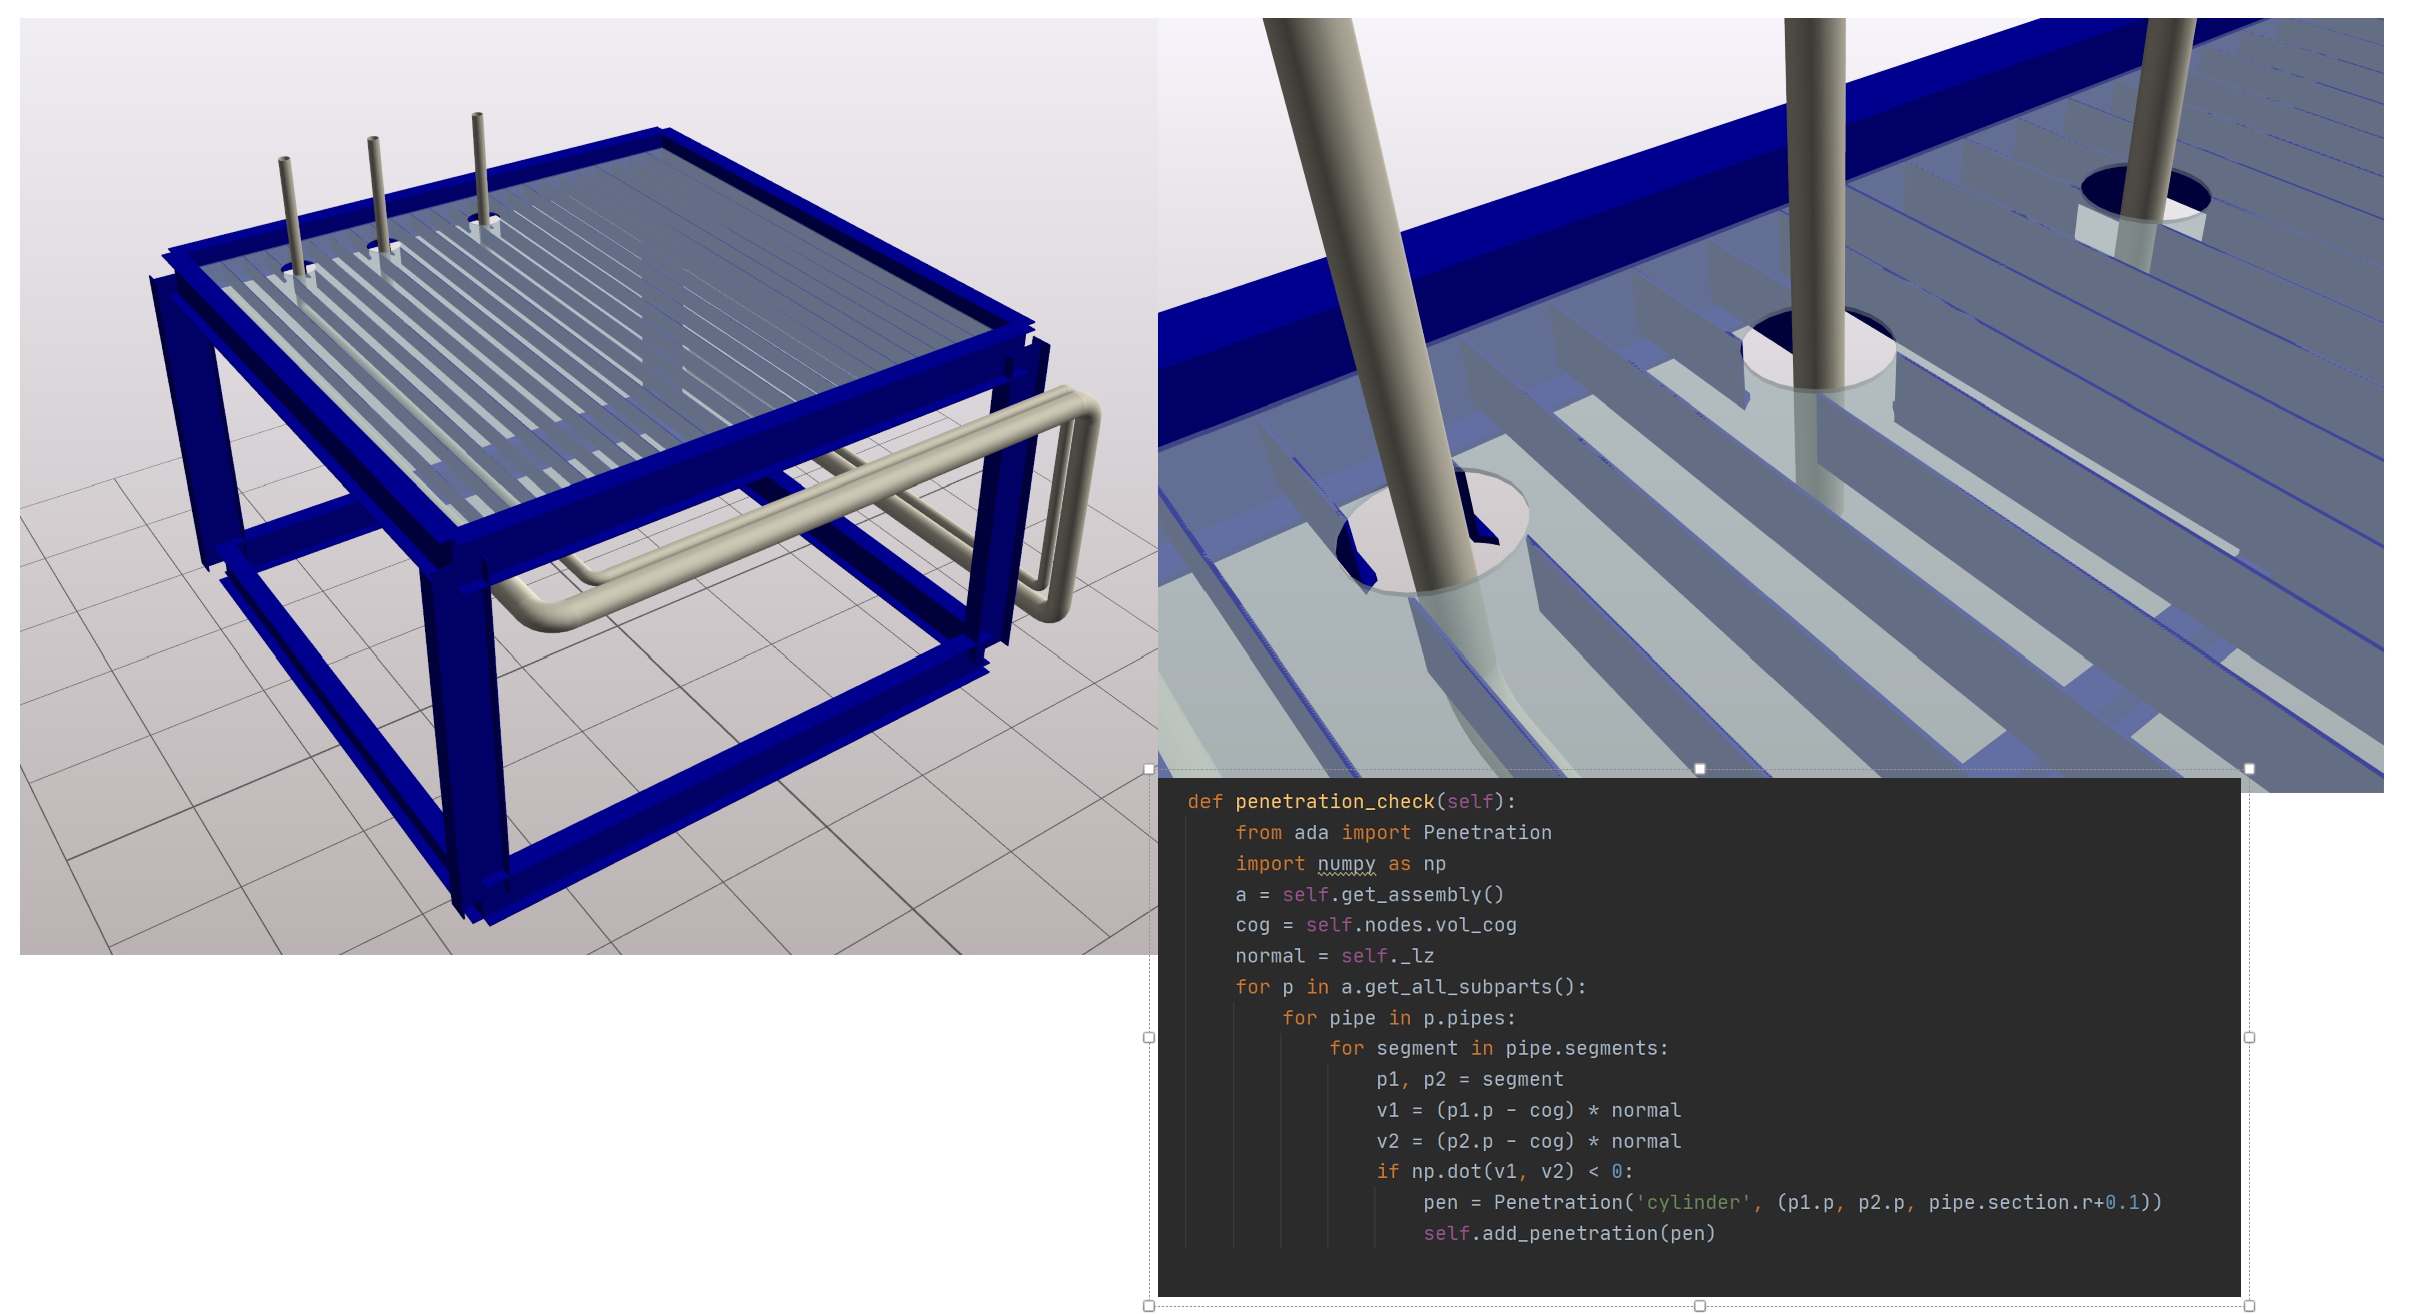 def penetration_check(self):
from ada import Penetration
import numpy as np
a = self.get_assembly()
cog = self.nodes.vol_cog
normal = self._lz
for p in a.get_all_subparts():
for pipe in p.pipes:
for segment in pipe.segments:
p1, p2 = segment
v1 = (p1.p - cog) * normal
v2 = (p2.p - cog) * normal
if np.dot(v1, v2) < 0:
pen = Penetration('cylinder', (p1.p, p2.p, pipe.section.r+0.1))
self.add_penetration(pen)